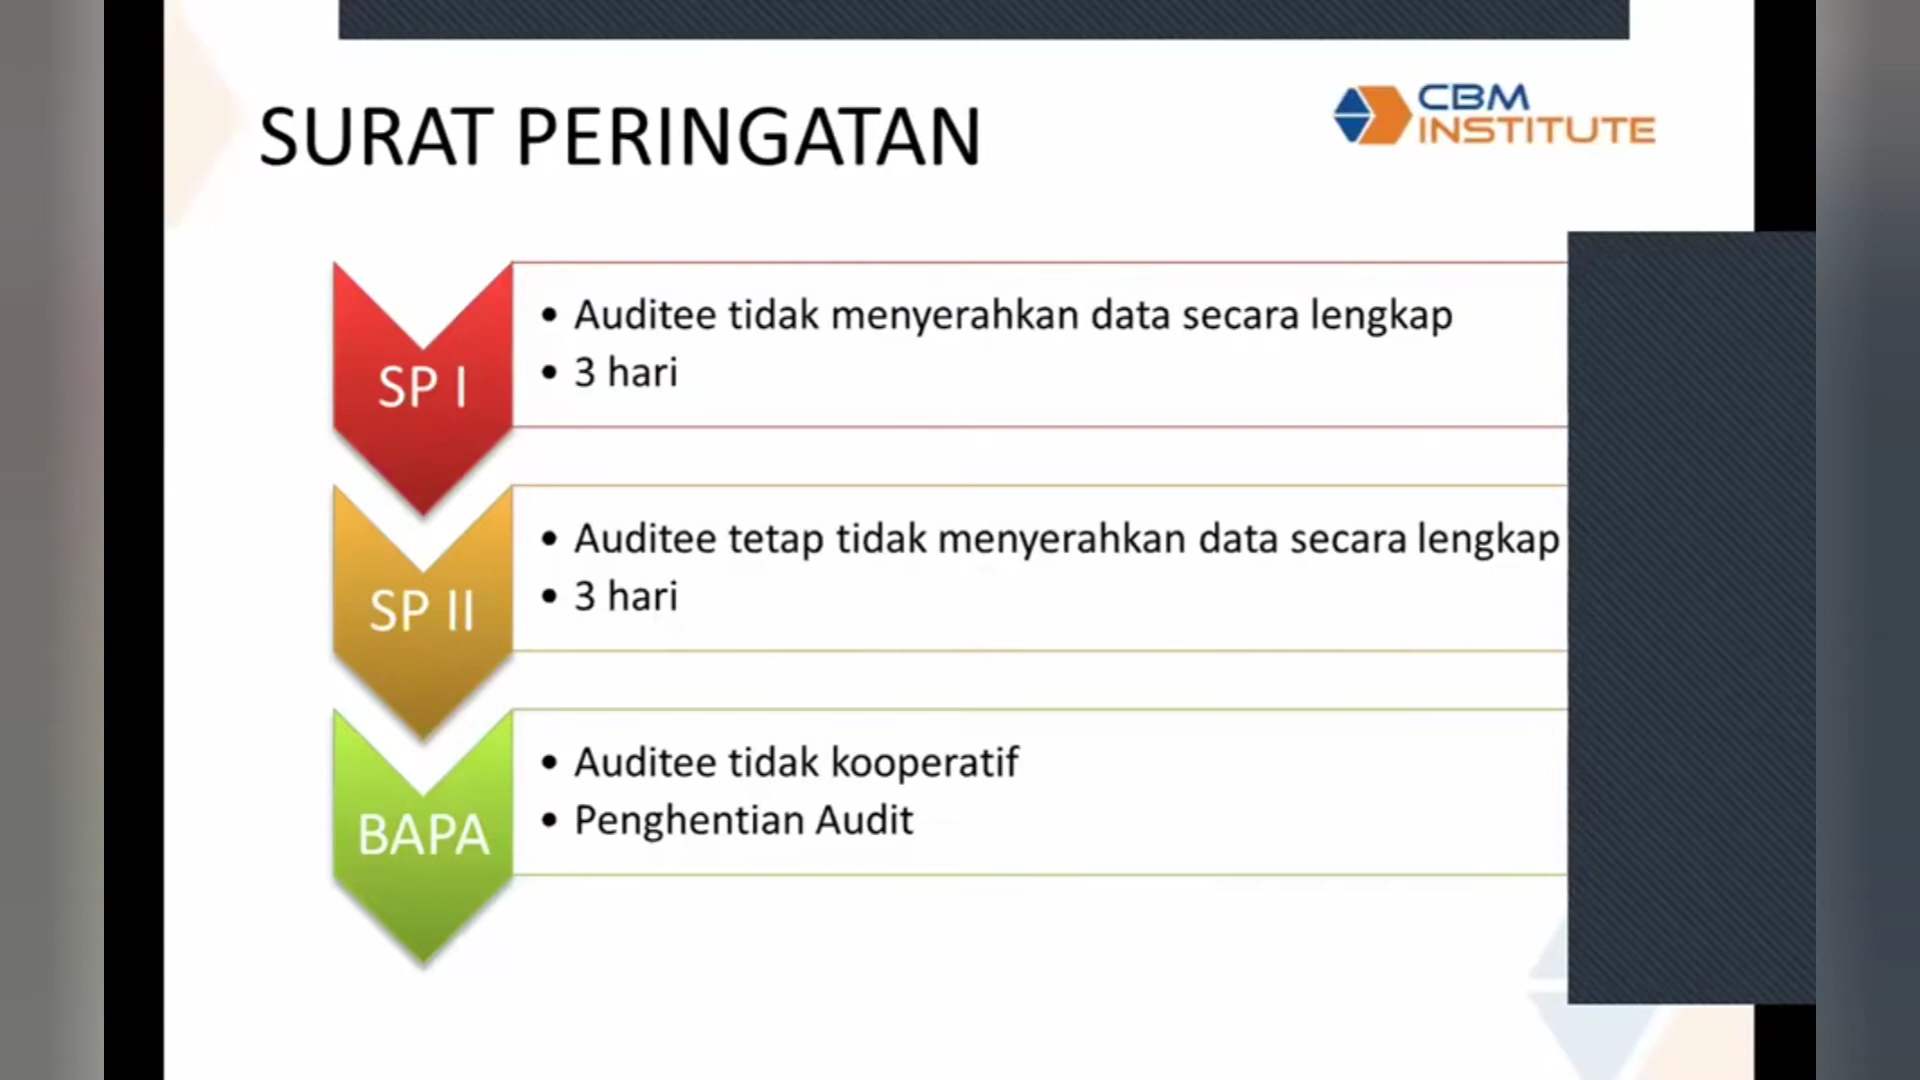 SURAT PERINGATAN
CBM
INSTITUTE
SP I
• Auditee tidak menyerahkan data secara lengkap
• 3 hari
SP II
• Auditee tetap tidak menyerahkan data secara lengkap
• 3 hari
BAPA
• Auditee tidak kooperatif
• Penghentian Audit